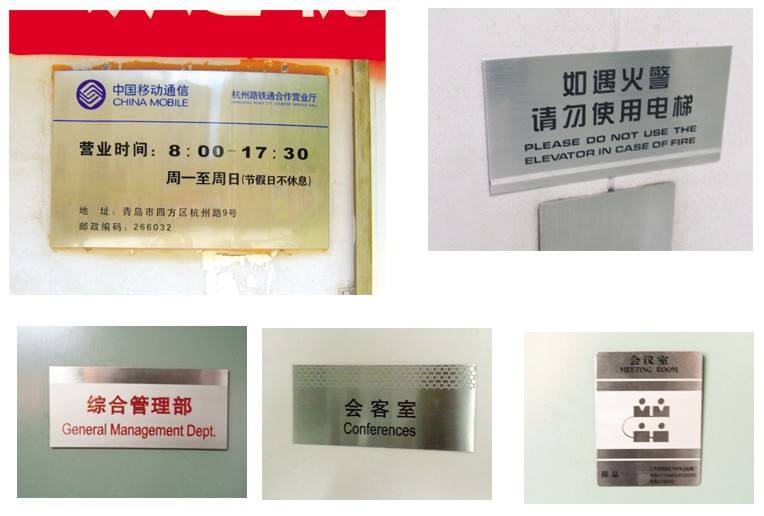 中国移动通信
CHINA MOBILE
杭州路铁通合作营业厅
营业时间：8:00-17:30
周一至周日(节假日不休息)
地 址：青岛市四方区杭州路9号
邮政编码：266032
如遇火警
请勿使用电梯
PLEASE DO NOT USE THE
ELEVATOR IN CASE OF FIRE
综合管理部
General Management Dept.
会客室
Conferences
会议室
MEETING ROOM
样品